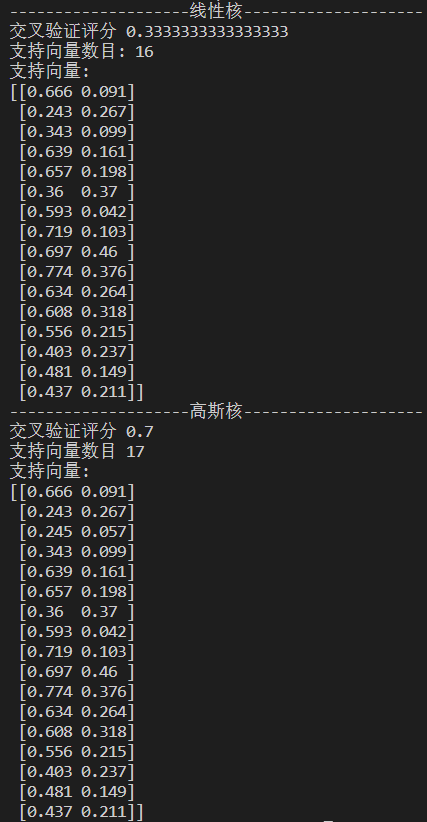 --------------------线性核--------------------
交叉验证评分 0.3333333333333333
支持向量数目: 16
支持向量:
[[0.666 0.091]
 [0.243 0.267]
 [0.343 0.099]
 [0.639 0.161]
 [0.657 0.198]
 [0.36  0.37 ]
 [0.593 0.042]
 [0.719 0.103]
 [0.697 0.46 ]
 [0.774 0.376]
 [0.634 0.264]
 [0.608 0.318]
 [0.556 0.215]
 [0.403 0.237]
 [0.481 0.149]
 [0.437 0.211]]
--------------------高斯核--------------------
交叉验证评分 0.7
支持向量数目 17
支持向量:
[[0.666 0.091]
 [0.243 0.267]
 [0.245 0.057]
 [0.343 0.099]
 [0.639 0.161]
 [0.657 0.198]
 [0.36  0.37 ]
 [0.593 0.042]
 [0.719 0.103]
 [0.697 0.46 ]
 [0.774 0.376]
 [0.634 0.264]
 [0.608 0.318]
 [0.556 0.215]
 [0.403 0.237]
 [0.481 0.149]
 [0.437 0.211]]